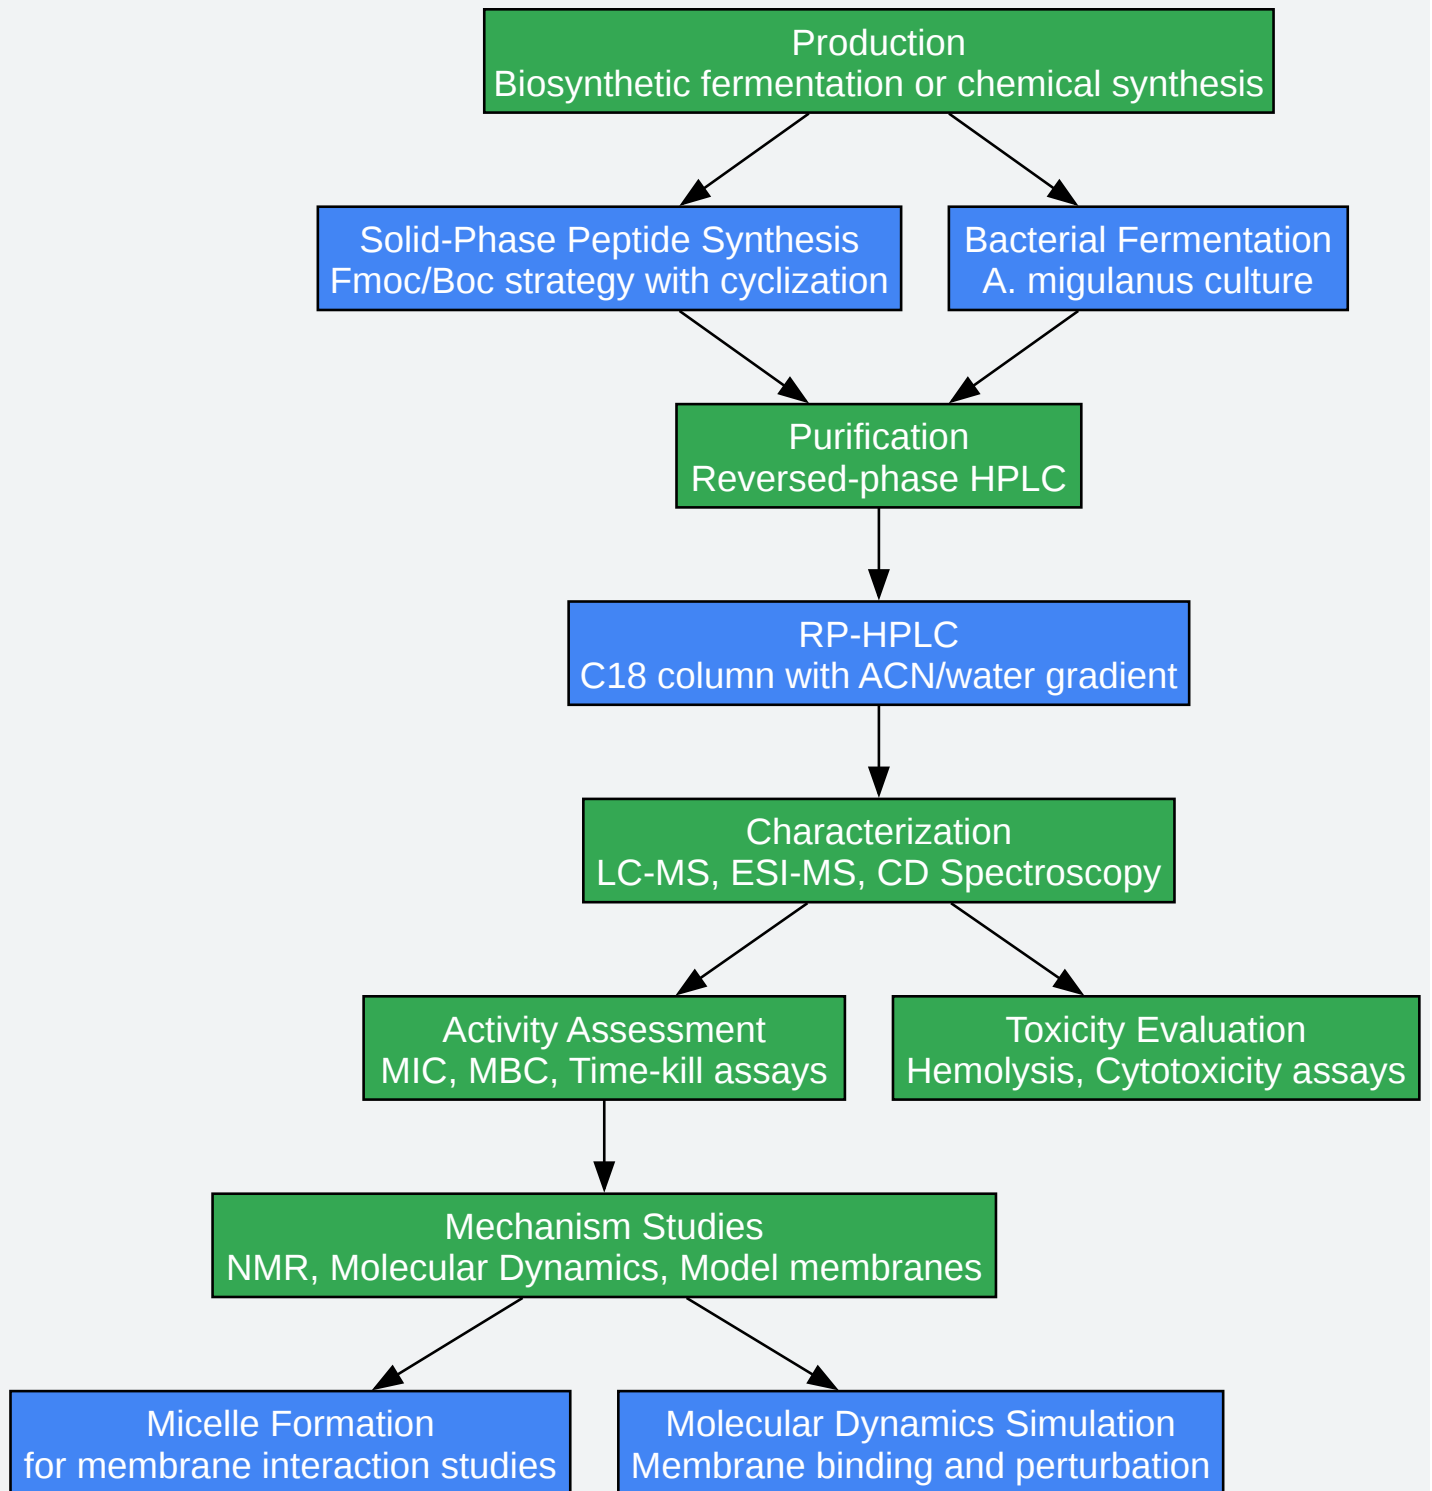 Production
Biosynthetic fermentation or chemical synthesis
Solid-Phase Peptide Synthesis
Fmoc/Boc strategy with cyclization
Bacterial Fermentation
A. migulanus culture
Purification
Reversed-phase HPLC
RP-HPLC
C18 column with ACN/water gradient
Characterization
LC-MS, ESI-MS, CD Spectroscopy
Activity Assessment
MIC, MBC, Time-kill assays
Toxicity Evaluation
Hemolysis, Cytotoxicity assays
Mechanism Studies
NMR, Molecular Dynamics, Model membranes
Micelle Formation
for membrane interaction studies
Molecular Dynamics Simulation
Membrane binding and perturbation